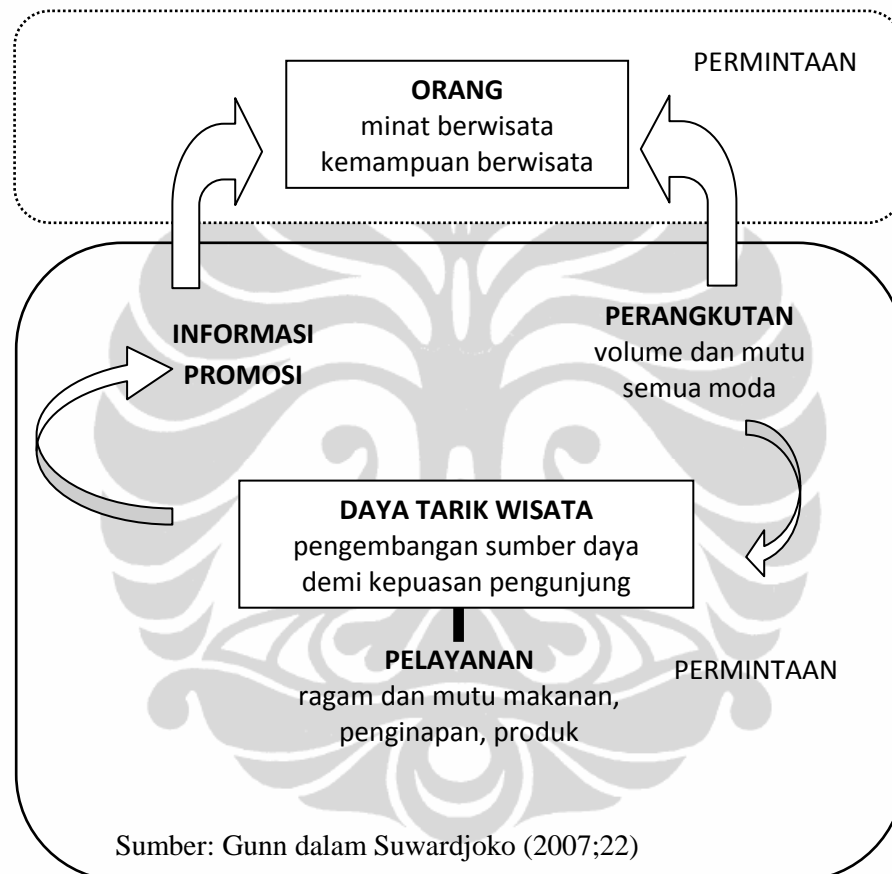 PERMINTAAN
ORANG
minat berwisata
kemampuan berwisata
INFORMASI
PROMOSI
PERANGKUTAN
volume dan mutu
semua moda
DAYA TARIK WISATA
pengembangan sumber daya
demi kepuasan pengunjung
PELAYANAN
ragam dan mutu makanan,
penginapan, produk
PERMINTAAN
Sumber: Gunn dalam Suwardjoko (2007;22)